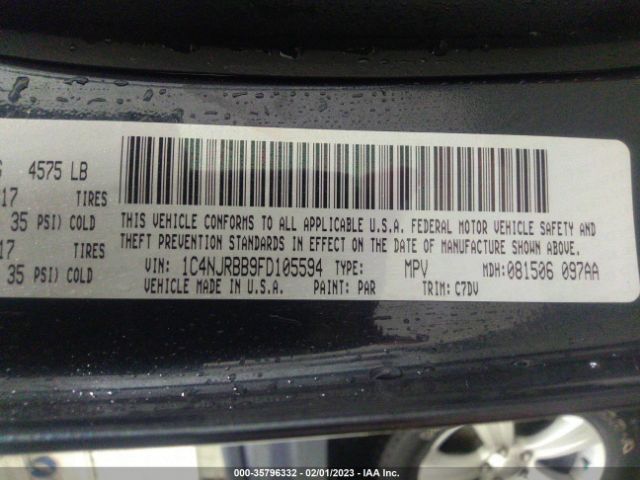 4575 LB
17 TIRES
35 PSI) COLD
17 TIRES
35 PSI) COLD
THIS VEHICLE CONFORMS TO ALL APPLICABLE U.S.A. FEDERAL MOTOR VEHICLE SAFETY AND
THEFT PREVENTION STANDARDS IN EFFECT ON THE DATE OF MANUFACTURE SHOWN ABOVE.
VIN: 1C4NJRBB9FD105594 TYPE: MPV MDH: 081506 097AA
VEHICLE MADE IN U.S.A. PAINT: PAR TRIM: C7DV
000-35796332 / 02/01/2023 - IAA Inc.